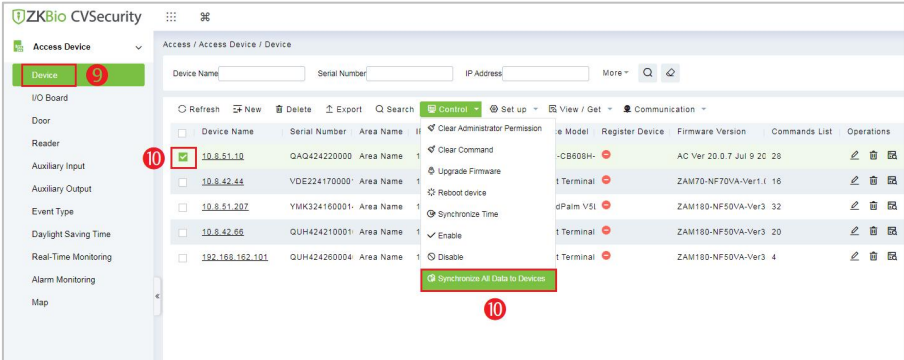 ZKBio CVSecurity
Access Device
Access / Access Device / Device
Device 9
I/O Board
Door
Reader
Auxiliary Input
Auxiliary Output
Event Type
Daylight Saving Time
Real-Time Monitoring
Alarm Monitoring
Map
Device Name Serial Number IP Address More
Refresh New Delete Export Search Control Set up View / Get Communication
Device Name Serial Number Area Name Model Register Device Firmware Version Commands List Operations
10 10.8.51.10 QAQ424220000 Area Name 1 -CB608H- AC Ver 20.0.7 Jul 9 20 28
10.8.42.44 VDE224170000 Area Name 1 t Terminal ZAM70-NF70VA-Ver1.( 16
10.8.51.207 YMK324160001 Area Name 1 dPalm V5L ZAM180-NF50VA-Ver3 32
10.8.42.66 QUH424210001 Area Name 1 t Terminal ZAM180-NF50VA-Ver3 20
192.168.162.101 QUH424260004 Area Name 1 t Terminal ZAM180-NF50VA-Ver3 4
Clear Administrator Permission
Clear Command
Upgrade Firmware
Reboot device
Synchronize Time
Enable
Disable
Synchronize All Data to Devices
10